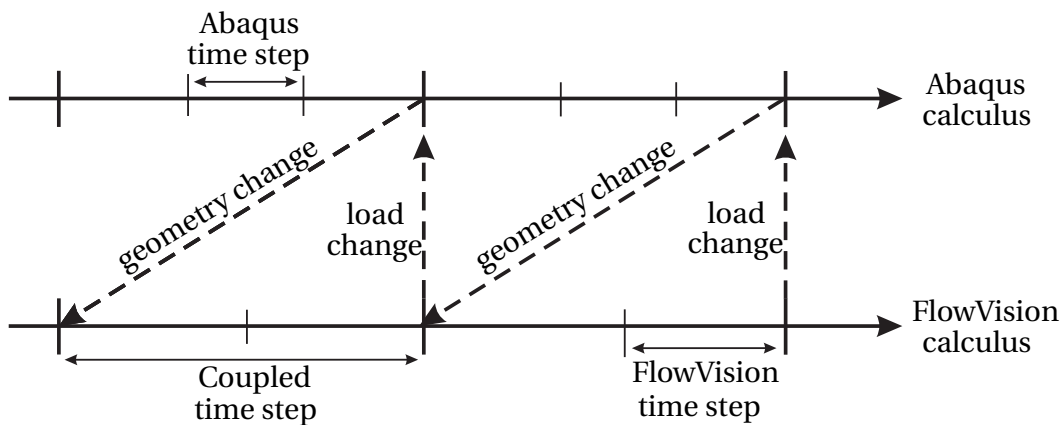 Abaqus
time step
Abaqus
calculus
geometry change
load
change
geometry change
load
change
FlowVision
calculus
Coupled
time step
FlowVision
time step